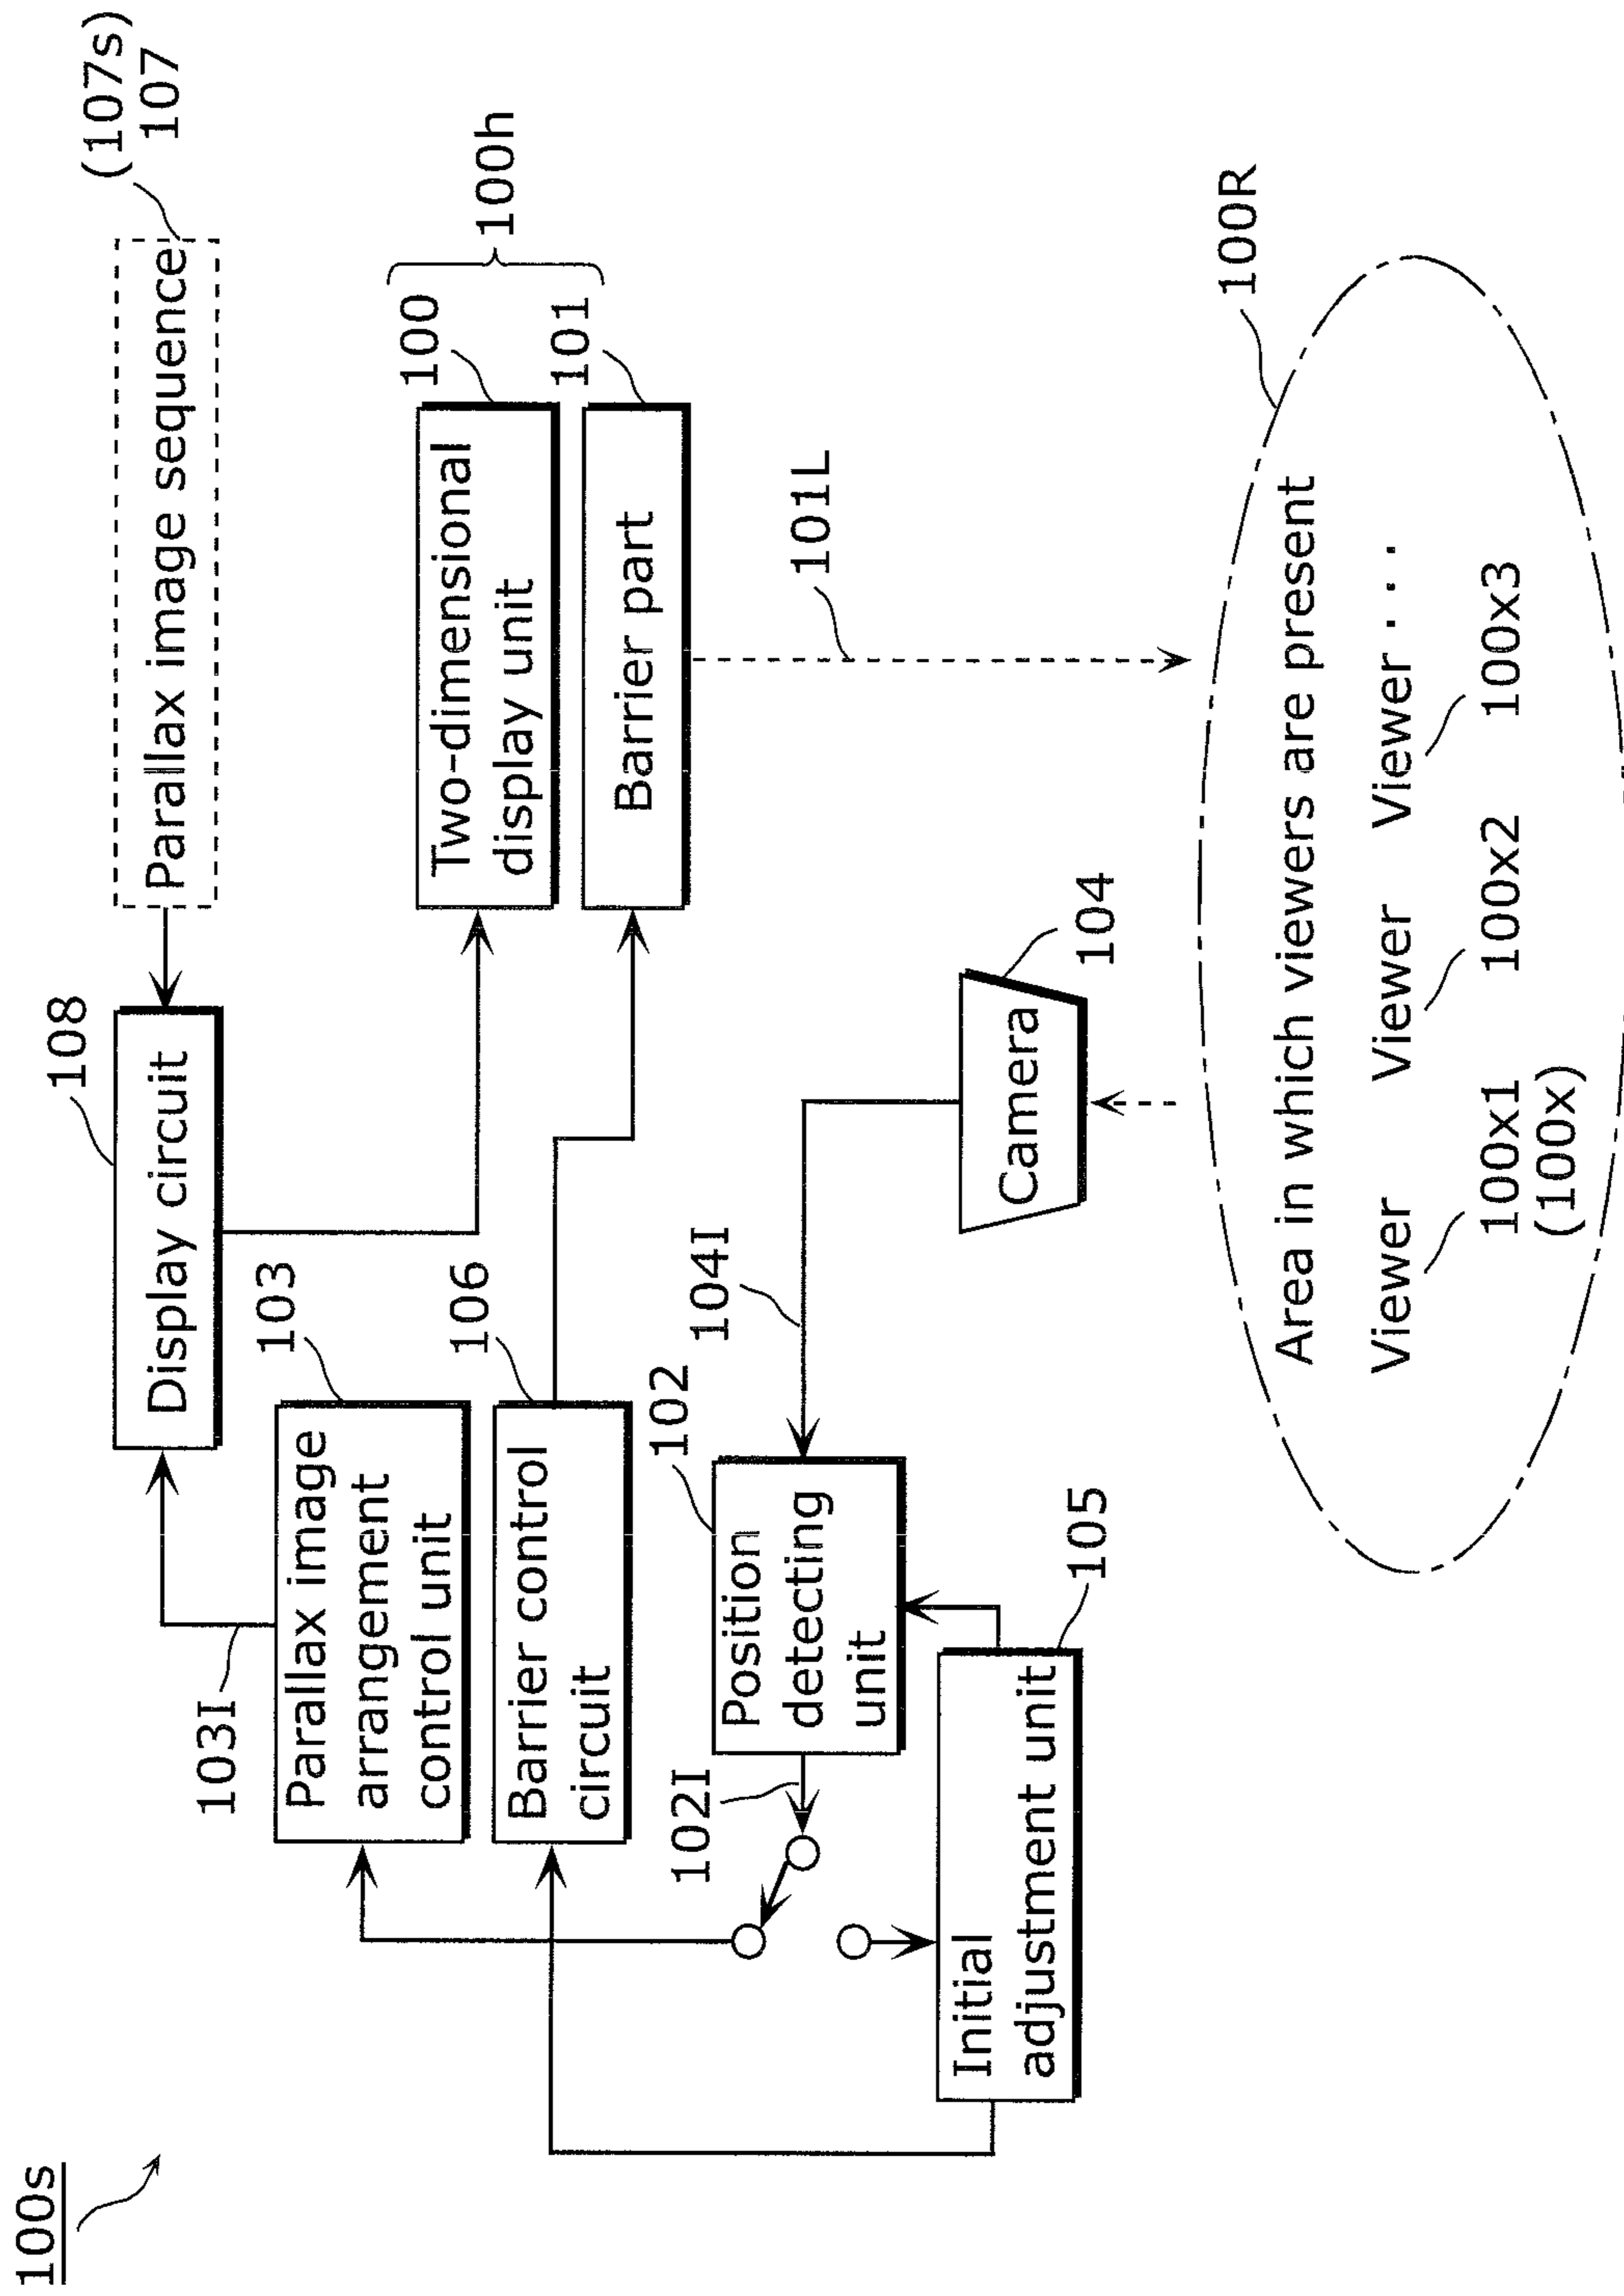 100s
(107s)
107
Parallax image sequence
108
Display circuit
103I
103
Parallax image
arrangement
control unit
106
Barrier control
circuit
100
Two-dimensional
display unit
100h
101
Barrier part
101L
102I
102
Position
detecting
unit
104I
Camera
104
Initial
adjustment unit
105
100R
Area in which viewers are present
Viewer Viewer Viewer ....
100x1 100x2 100x3
(100x)